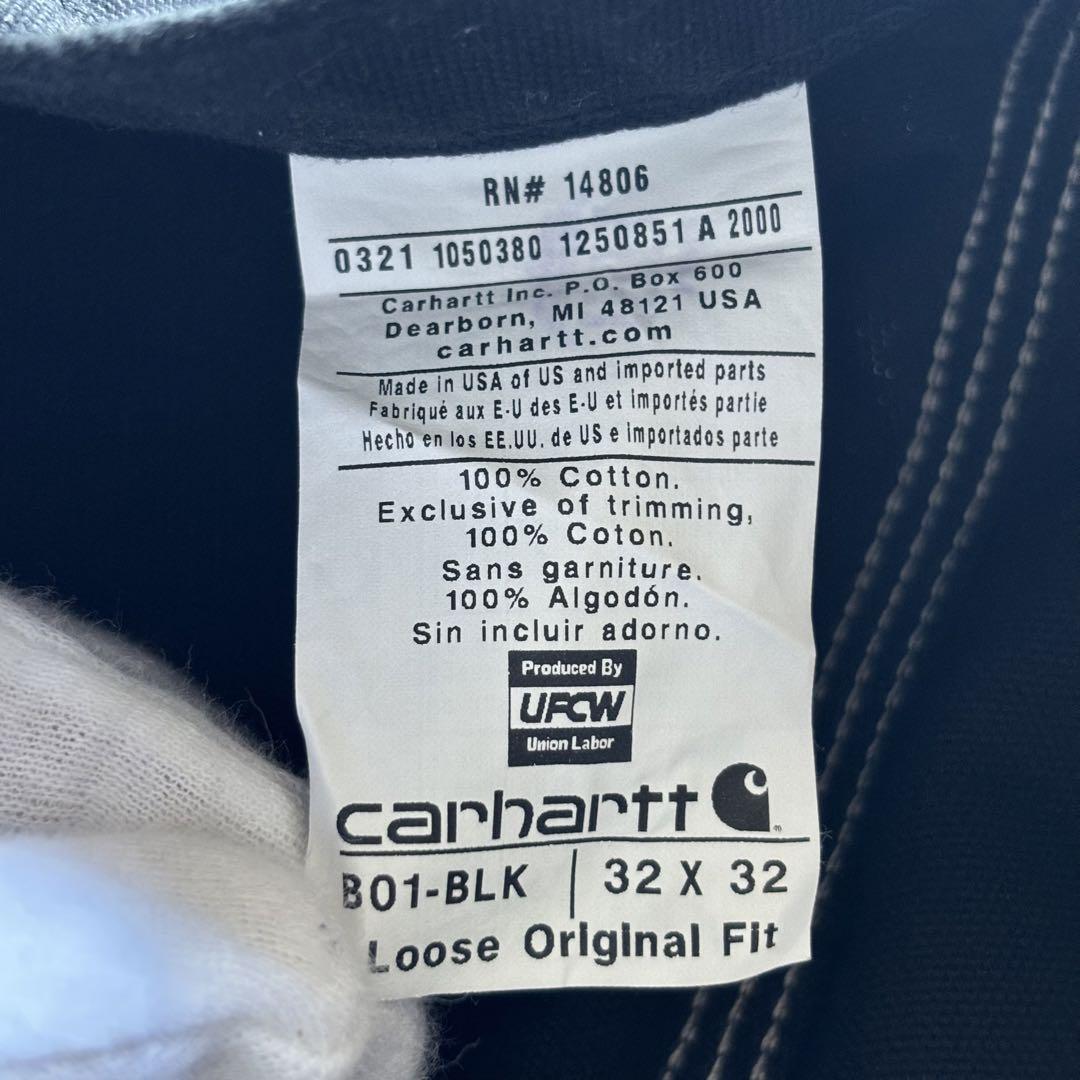 RN# 14806
0321 1050380 1250851 A 2000
Carhartt Inc. P.O. Box 600
Dearborn, MI 48121 USA
carhartt.com
Made in USA of US and imported parts
Fabriqué aux E-U des E-U et importés partie
Hecho en los EE.UU. de US e importados parte
100% Cotton.
Exclusive of trimming,
100% Coton.
Sans garniture.
100% Algodón.
Sin incluir adorno.
Produced By
UFCW
Union Labor
carhartt
B01-BLK | 32 X 32
Loose Original Fit